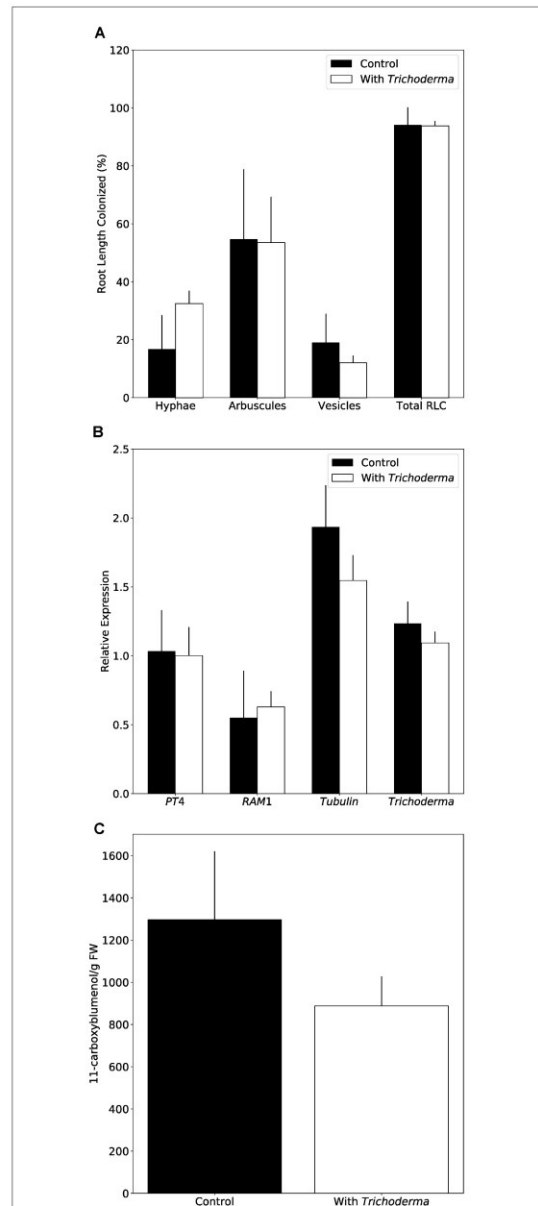 A
120
100
80
60
40
20
0
Root Length Colonized (%)
Control
With Trichoderma
Hyphae Arbuscules Vesicles Total RLC
B
2.5
2.0
1.5
1.0
0.5
0.0
Relative Expression
Control
With Trichoderma
PT4 RAM1 Tubulin Trichoderma
C
1600
1400
1200
1000
800
600
400
200
0
11-carboxyblumenol/g FW
Control With Trichoderma